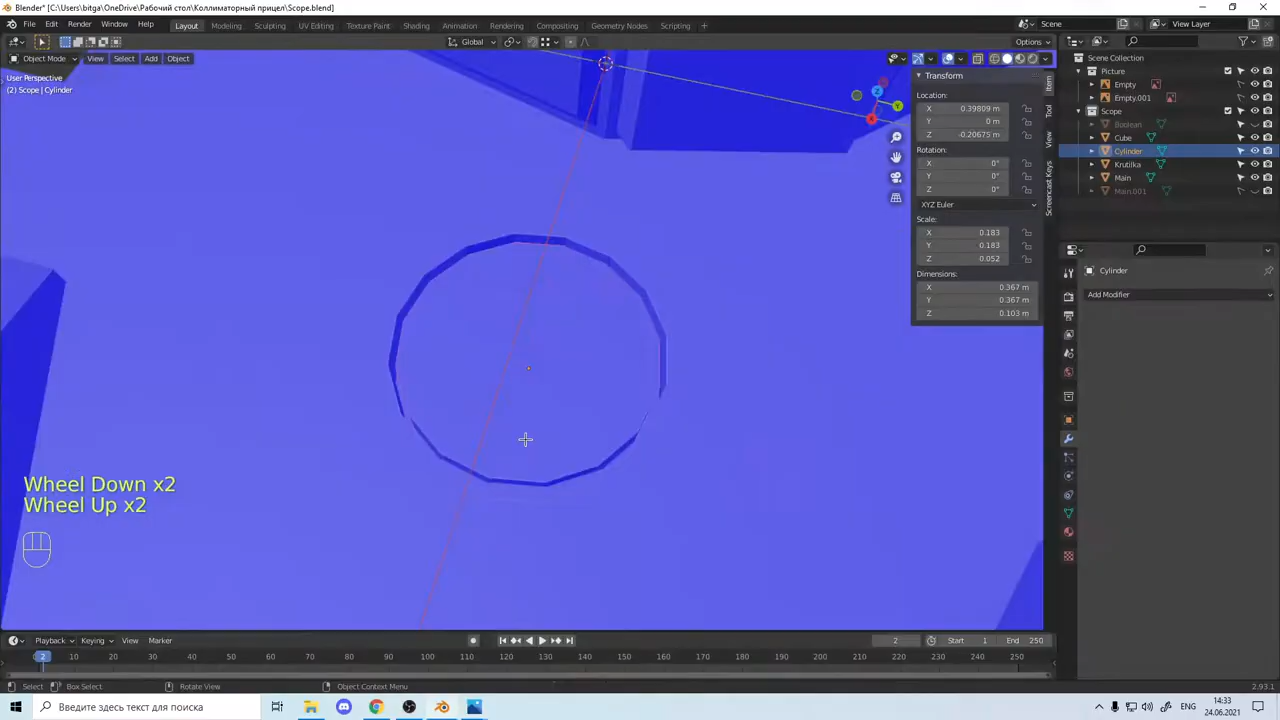 Blender* [C:\Users\bitga\OneDrive\Рабочий стол\Коллиматорный прицел\Scope.blend]
File Edit Render Window Help
Layout Modeling Sculpting UV Editing Texture Paint Shading Animation Rendering Compositing Geometry Nodes Scripting +
Scene
View Layer
Global
Options
Object Mode View Select Add Object
User Perspective
(2) Scope | Cylinder
Transform
Location:
X 0.39809 m
Y 0 m
Z -0.20675 m
Rotation:
X 0°
Y 0°
Z 0°
XYZ Euler
Scale:
X 0.183
Y 0.183
Z 0.052
Dimensions:
X 0.367 m
Y 0.367 m
Z 0.103 m
Item
Tool
View
Screencast Keys
Scene Collection
Picture
Empty
Empty.001
Scope
Boolean
Cube
Cylinder
Krutilka
Main
Main.001
Cylinder
Add Modifier
Wheel Down x2
Wheel Up x2
Playback Keying View Marker
2 Start 1 End 250
2 10 20 30 40 50 60 70 80 90 100 110 120 130 140 150 160 170 180 190 200 210 220 230 240 250
Select Box Select Rotate View Object Context Menu 2.93.1
Введите здесь текст для поиска
ENG
14:33
24.06.2021